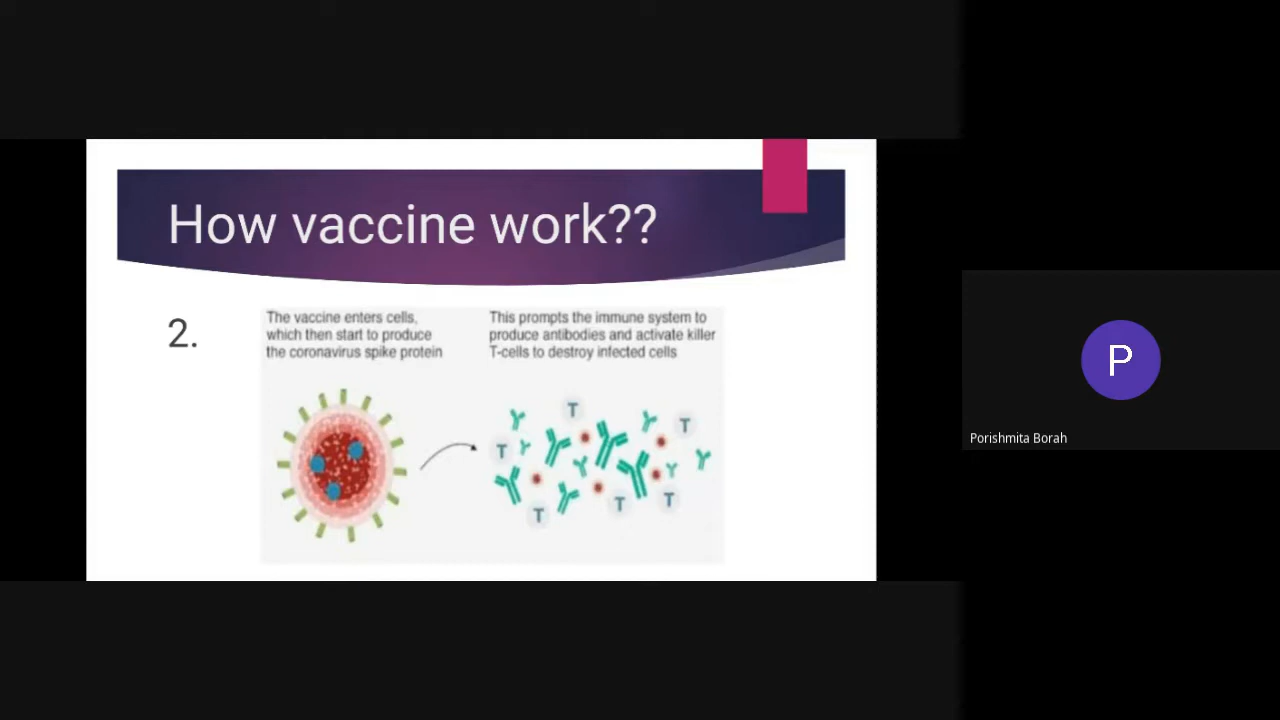 How vaccine work??
2.
The vaccine enters cells,
which then start to produce
the coronavirus spike protein
This prompts the immune system to
produce antibodies and activate killer
T-cells to destroy infected cells
T
T
T
T
T
T
P
Porishmita Borah